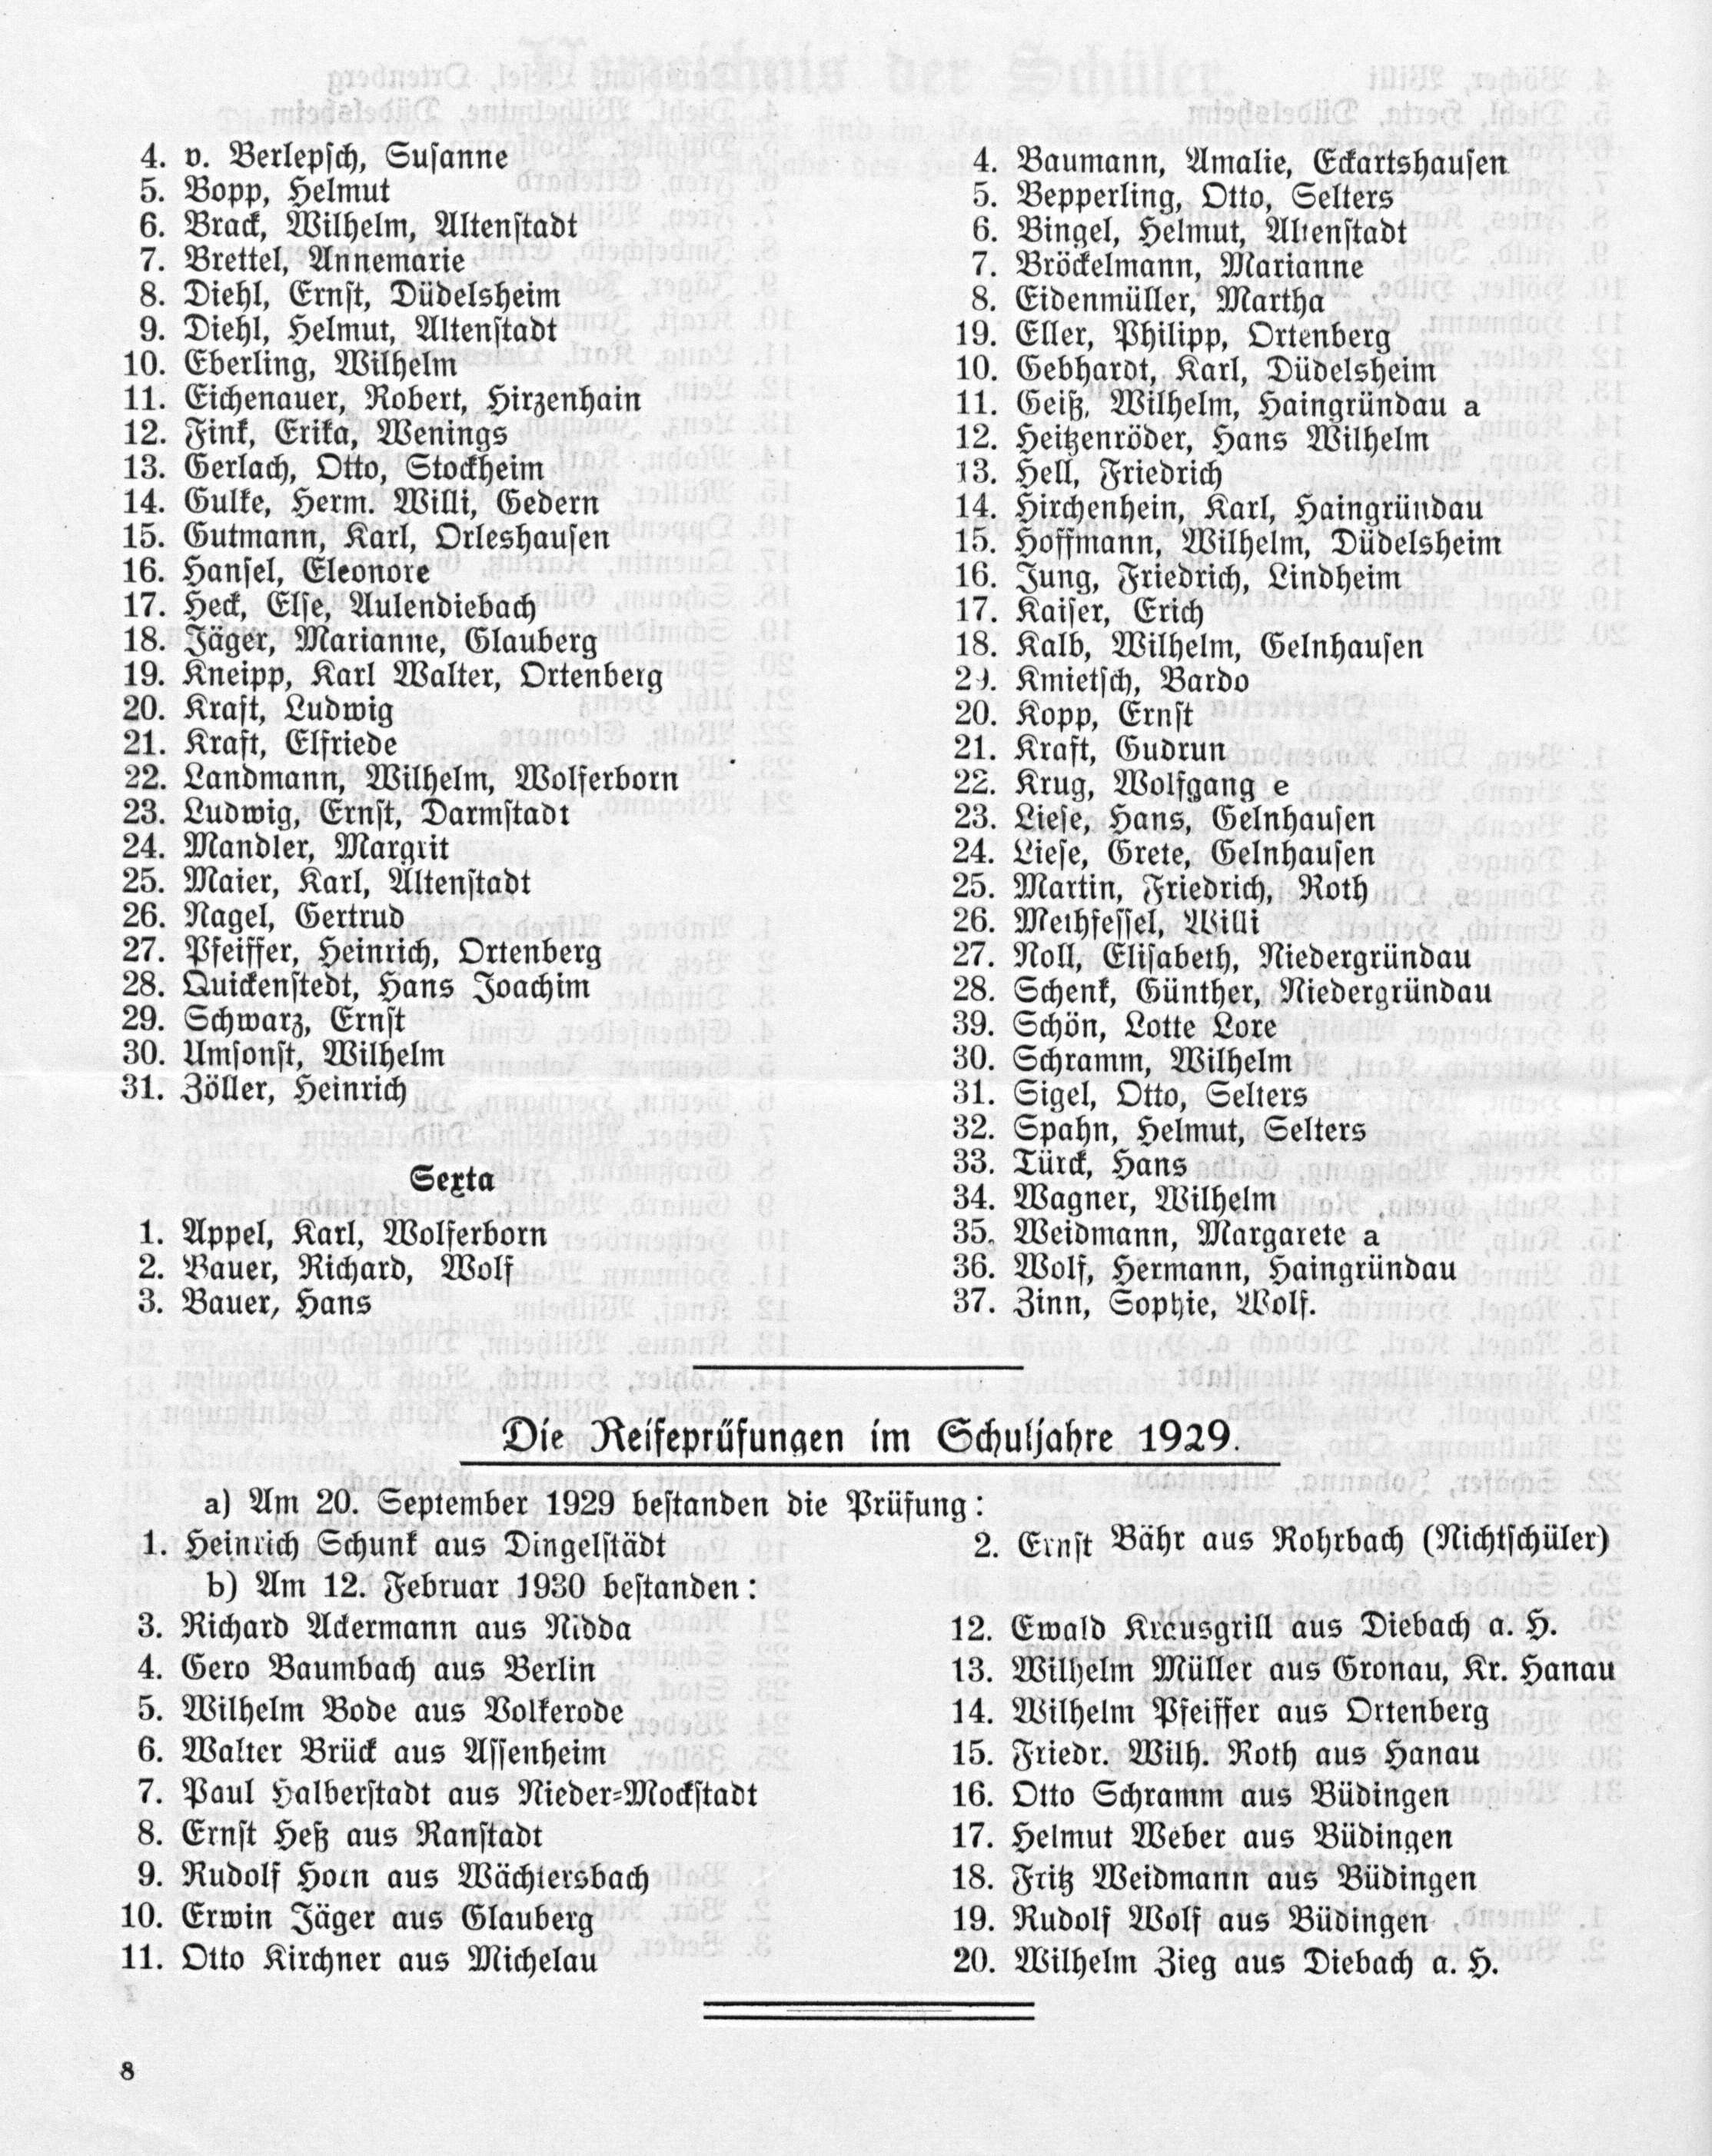 4. v. Berlepsch, Susanne
5. Bopp, Helmut
6. Brack, Wilhelm, Altenstadt
7. Brettel, Annemarie
8. Diehl, Ernst, Düdelsheim
9. Diehl, Helmut, Altenstadt
10. Eberling, Wilhelm
11. Eichenauer, Robert, Hirzenhain
12. Fink, Erika, Wenings
13. Gerlach, Otto, Stockheim
14. Gulke, Herm. Willi, Gedern
15. Gutmann, Karl, Orleshausen
16. Hansel, Eleonore
17. Heck, Else, Aulendiebach
18. Jäger, Marianne, Glauberg
19. Kneipp, Karl Walter, Ortenberg
20. Kraft, Ludwig
21. Kraft, Elfriede
22. Landmann, Wilhelm, Wolferborn
23. Ludwig, Ernst, Darmstadt
24. Mandler, Margrit
25. Maier, Karl, Altenstadt
26. Nagel, Gertrud
27. Pfeiffer, Heinrich, Ortenberg
28. Quickenstedt, Hans Joachim
29. Schwarz, Ernst
30. Umsonst, Wilhelm
31. Zöller, Heinrich
Sexta
1. Appel, Karl, Wolferborn
2. Bauer, Richard, Wolf
3. Bauer, Hans
4. Baumann, Amalie, Eckartshausen
5. Bepperling, Otto, Selters
6. Bingel, Helmut, Altenstadt
7. Bröckelmann, Marianne
8. Eidenmüller, Martha
19. Eller, Philipp, Ortenberg
10. Gebhardt, Karl, Düdelsheim
11. Geiß, Wilhelm, Haingründau a
12. Heitzenröder, Hans Wilhelm
13. Hell, Friedrich
14. Hirchenhein, Karl, Haingründau
15. Hoffmann, Wilhelm, Düdelsheim
16. Jung, Friedrich, Lindheim
17. Kaiser, Erich
18. Kalb, Wilhelm, Gelnhausen
29. Kmietsch, Bardo
20. Kopp, Ernst
21. Kraft, Gudrun
22. Krug, Wolfgang e
23. Liese, Hans, Gelnhausen
24. Liese, Grete, Gelnhausen
25. Martin, Friedrich, Roth
26. Methfessel, Willi
27. Noll, Elisabeth, Niedergründau
28. Schenk, Günther, Niedergründau
39. Schön, Lotte Lore
30. Schramm, Wilhelm
31. Sigel, Otto, Selters
32. Spahn, Helmut, Selters
33. Türck, Hans
34. Wagner, Wilhelm
35. Weidmann, Margarete a
36. Wolf, Hermann, Haingründau
37. Zinn, Sophie, Wolf.
Die Reifeprüfungen im Schuljahre 1929.
a) Am 20. September 1929 bestanden die Prüfung:
1. Heinrich Schunk aus Dingelstädt
2. Ernst Bähr aus Rohrbach (Nichtschüler)
b) Am 12. Februar 1930 bestanden:
3. Richard Ackermann aus Nidda
4. Gero Baumbach aus Berlin
5. Wilhelm Bode aus Volkerode
6. Walter Brück aus Assenheim
7. Paul Halberstadt aus Nieder-Mockstadt
8. Ernst Heß aus Ranstadt
9. Rudolf Horn aus Wächtersbach
10. Erwin Jäger aus Glauberg
11. Otto Kirchner aus Michelau
12. Ewald Krausgrill aus Diebach a. H.
13. Wilhelm Müller aus Gronau, Kr. Hanau
14. Wilhelm Pfeiffer aus Ortenberg
15. Friedr. Wilh. Roth aus Hanau
16. Otto Schramm aus Büdingen
17. Helmut Weber aus Büdingen
18. Fritz Weidmann aus Büdingen
19. Rudolf Wolf aus Büdingen
20. Wilhelm Zieg aus Diebach a. H.
8